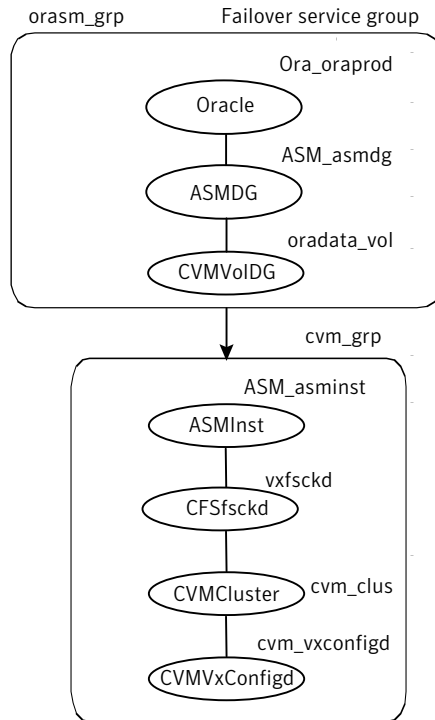 orasm_grp Failover service group
Ora_oraprod
Oracle
ASM_asmdg
ASMDG
oradata_vol
CVMVolDG
cvm_grp
ASM_asminst
ASMInst
vxfsckd
CFSfsckd
CVMCluster cvm_clus
cvm_vxconfigd
CVMVxConfigd